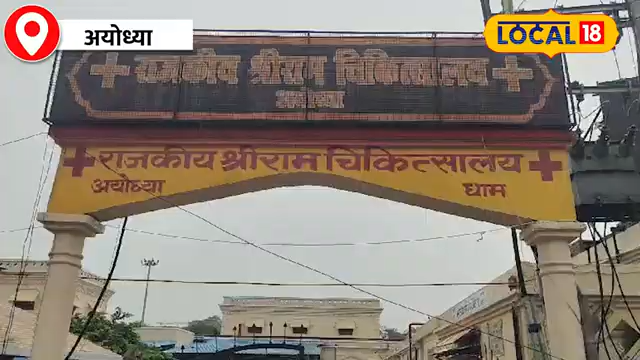 अयोध्या
LOCAL 18
राजकीय श्रीराम चिकित्सालय
अयोध्या
राजकीय श्रीराम चिकित्सालय
अयोध्या धाम